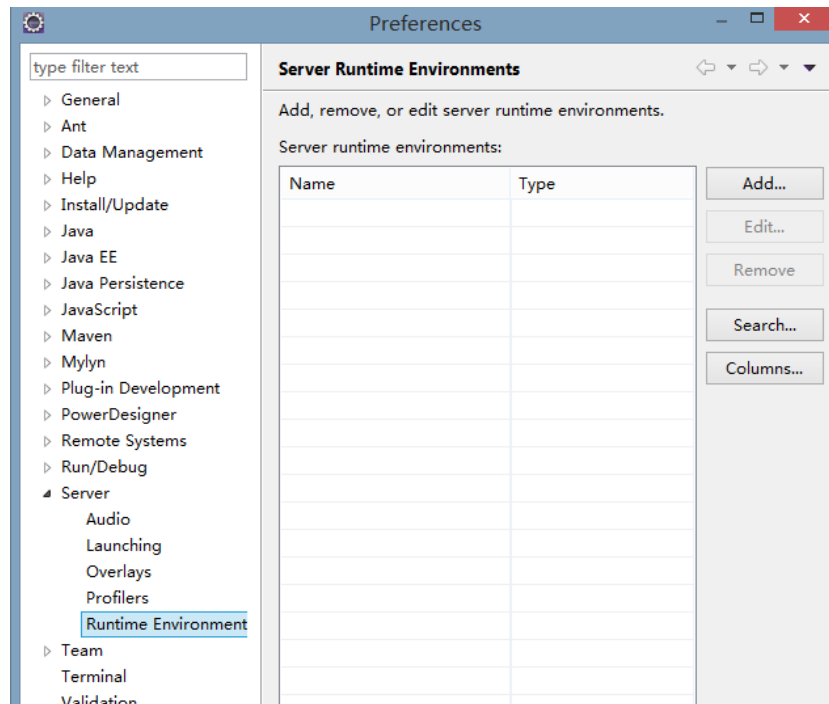 Preferences
type filter text
General
Ant
Data Management
Help
Install/Update
Java
Java EE
Java Persistence
JavaScript
Maven
Mylyn
Plug-in Development
PowerDesigner
Remote Systems
Run/Debug
Server
Audio
Launching
Overlays
Profilers
Runtime Environment
Team
Terminal
Validation
Server Runtime Environments
Add, remove, or edit server runtime environments.
Server runtime environments:
Name Type
Add...
Edit...
Remove
Search...
Columns...